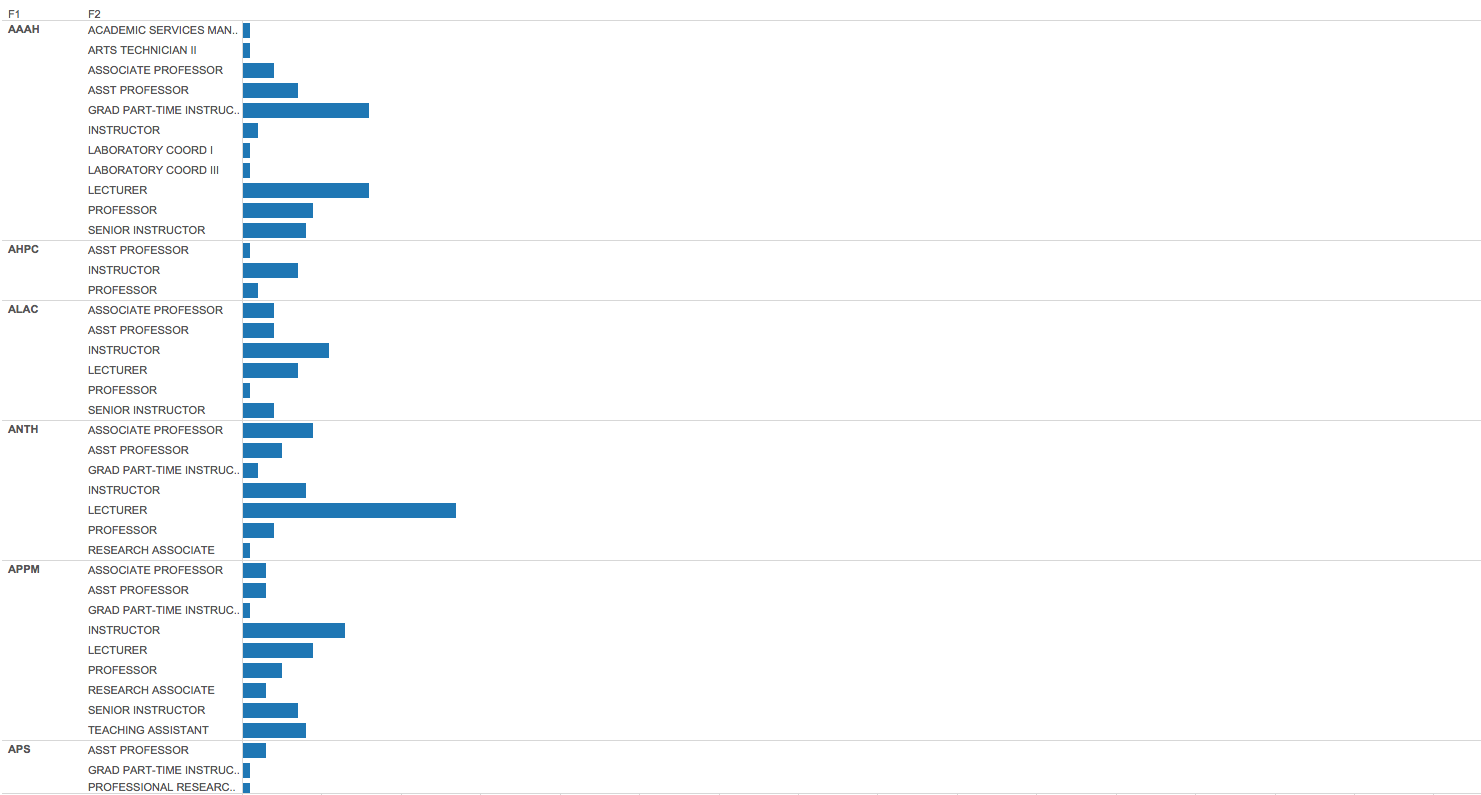 F1 F2
AAAH ACADEMIC SERVICES MAN..
ARTS TECHNICIAN II
ASSOCIATE PROFESSOR
ASST PROFESSOR
GRAD PART-TIME INSTRUC..
INSTRUCTOR
LABORATORY COORD I
LABORATORY COORD III
LECTURER
PROFESSOR
SENIOR INSTRUCTOR
AHPC ASST PROFESSOR
INSTRUCTOR
PROFESSOR
ALAC ASSOCIATE PROFESSOR
ASST PROFESSOR
INSTRUCTOR
LECTURER
PROFESSOR
SENIOR INSTRUCTOR
ANTH ASSOCIATE PROFESSOR
ASST PROFESSOR
GRAD PART-TIME INSTRUC..
INSTRUCTOR
LECTURER
PROFESSOR
RESEARCH ASSOCIATE
APPM ASSOCIATE PROFESSOR
ASST PROFESSOR
GRAD PART-TIME INSTRUC..
INSTRUCTOR
LECTURER
PROFESSOR
RESEARCH ASSOCIATE
SENIOR INSTRUCTOR
TEACHING ASSISTANT
APS ASST PROFESSOR
GRAD PART-TIME INSTRUC..
PROFESSIONAL RESEARC..